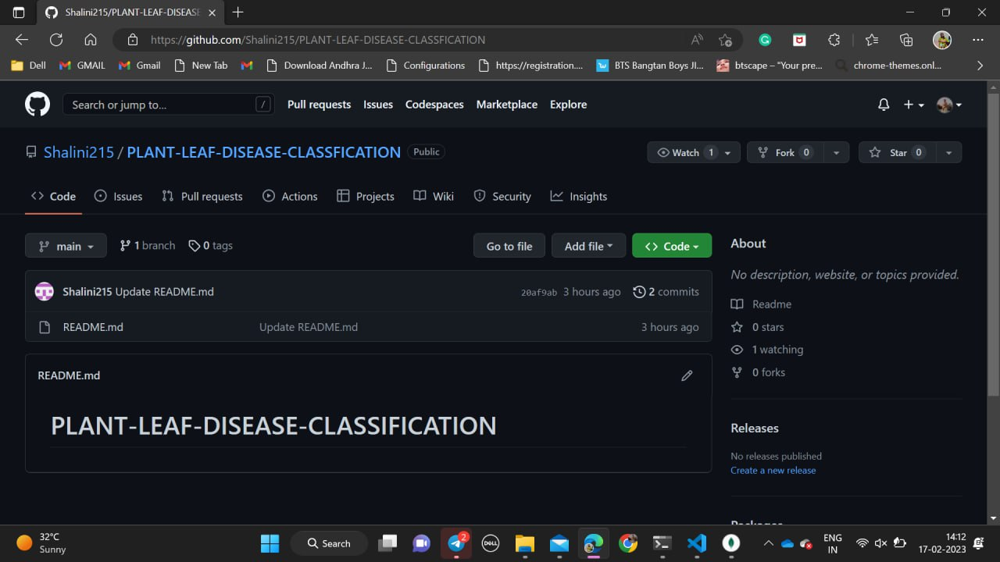 Shalini215/PLANT-LEAF-DISEASE
https://github.com/Shalini215/PLANT-LEAF-DISEASE-CLASSFICATION
Dell GMAIL Gmail New Tab Download Andhra J... Configurations https://registration.... BTS Bangtan Boys JI... btscape – "Your pre... chrome-themes.onl...
Search or jump to... / Pull requests Issues Codespaces Marketplace Explore
Shalini215 / PLANT-LEAF-DISEASE-CLASSFICATION Public Watch 1 Fork 0 Star 0
Code Issues Pull requests Actions Projects Wiki Security Insights
main 1 branch 0 tags Go to file Add file Code
Shalini215 Update README.md 20af9ab 3 hours ago 2 commits
README.md Update README.md 3 hours ago
README.md
PLANT-LEAF-DISEASE-CLASSIFICATION
About
No description, website, or topics provided.
Readme
0 stars
1 watching
0 forks
Releases
No releases published
Create a new release
Packages
32°C
Sunny
Search
2
DELL
ENG
IN
14:12
17-02-2023